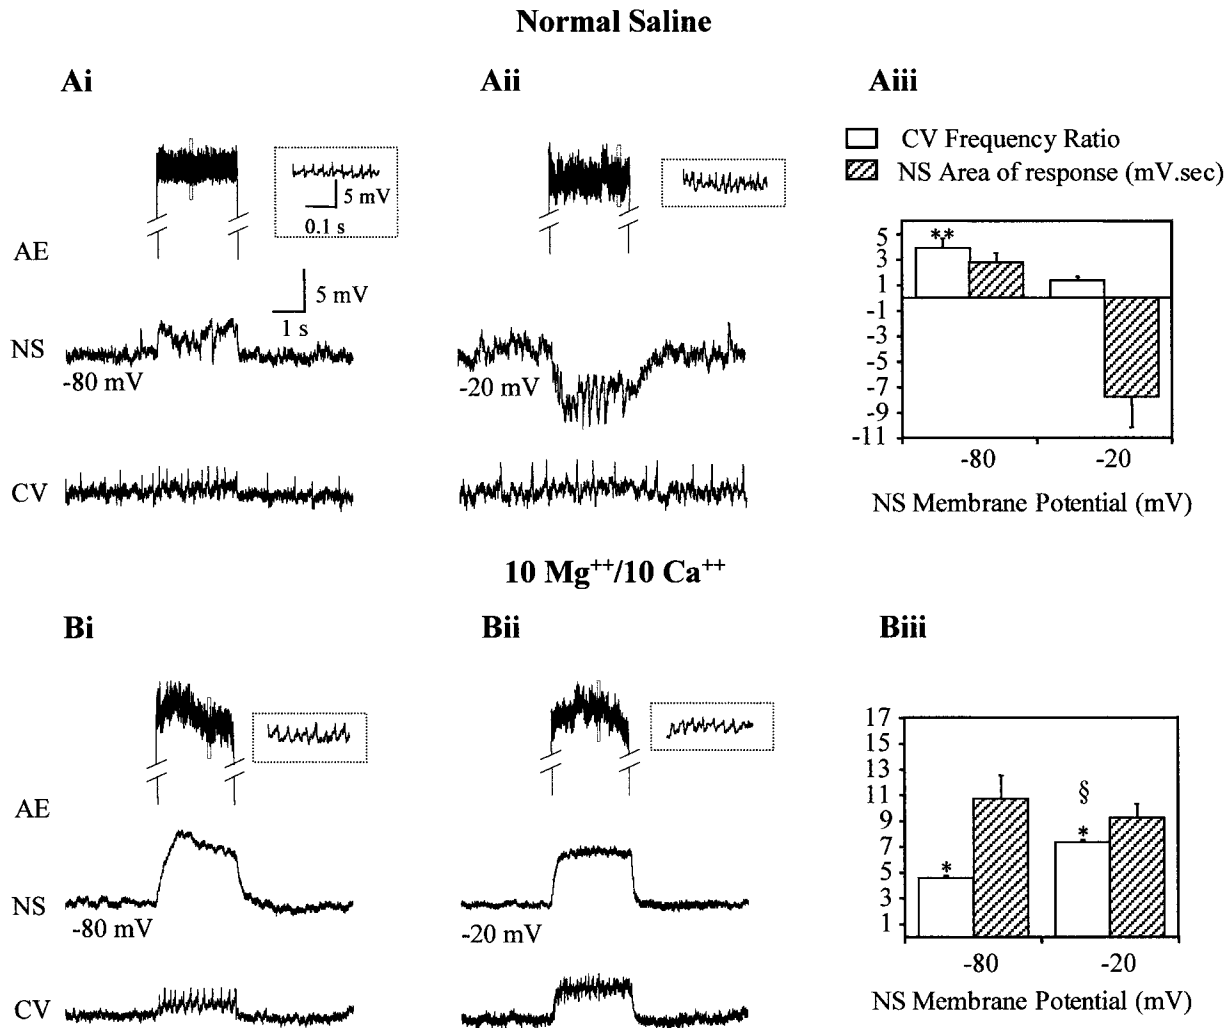 Normal Saline
Ai
Aii
Aiii
CV Frequency Ratio
NS Area of response (mV.sec)
5 mV
0.1 s
AE
5 mV
1 s
NS
-80 mV
-20 mV
CV
**
5
3
1
-1
-3
-5
-7
-9
-11
-80
-20
NS Membrane Potential (mV)
10 Mg⁺⁺/10 Ca⁺⁺
Bi
Bii
Biii
AE
NS
-80 mV
-20 mV
CV
17
15
13
11
9
7
5
3
1
*
§
*
-80
-20
NS Membrane Potential (mV)